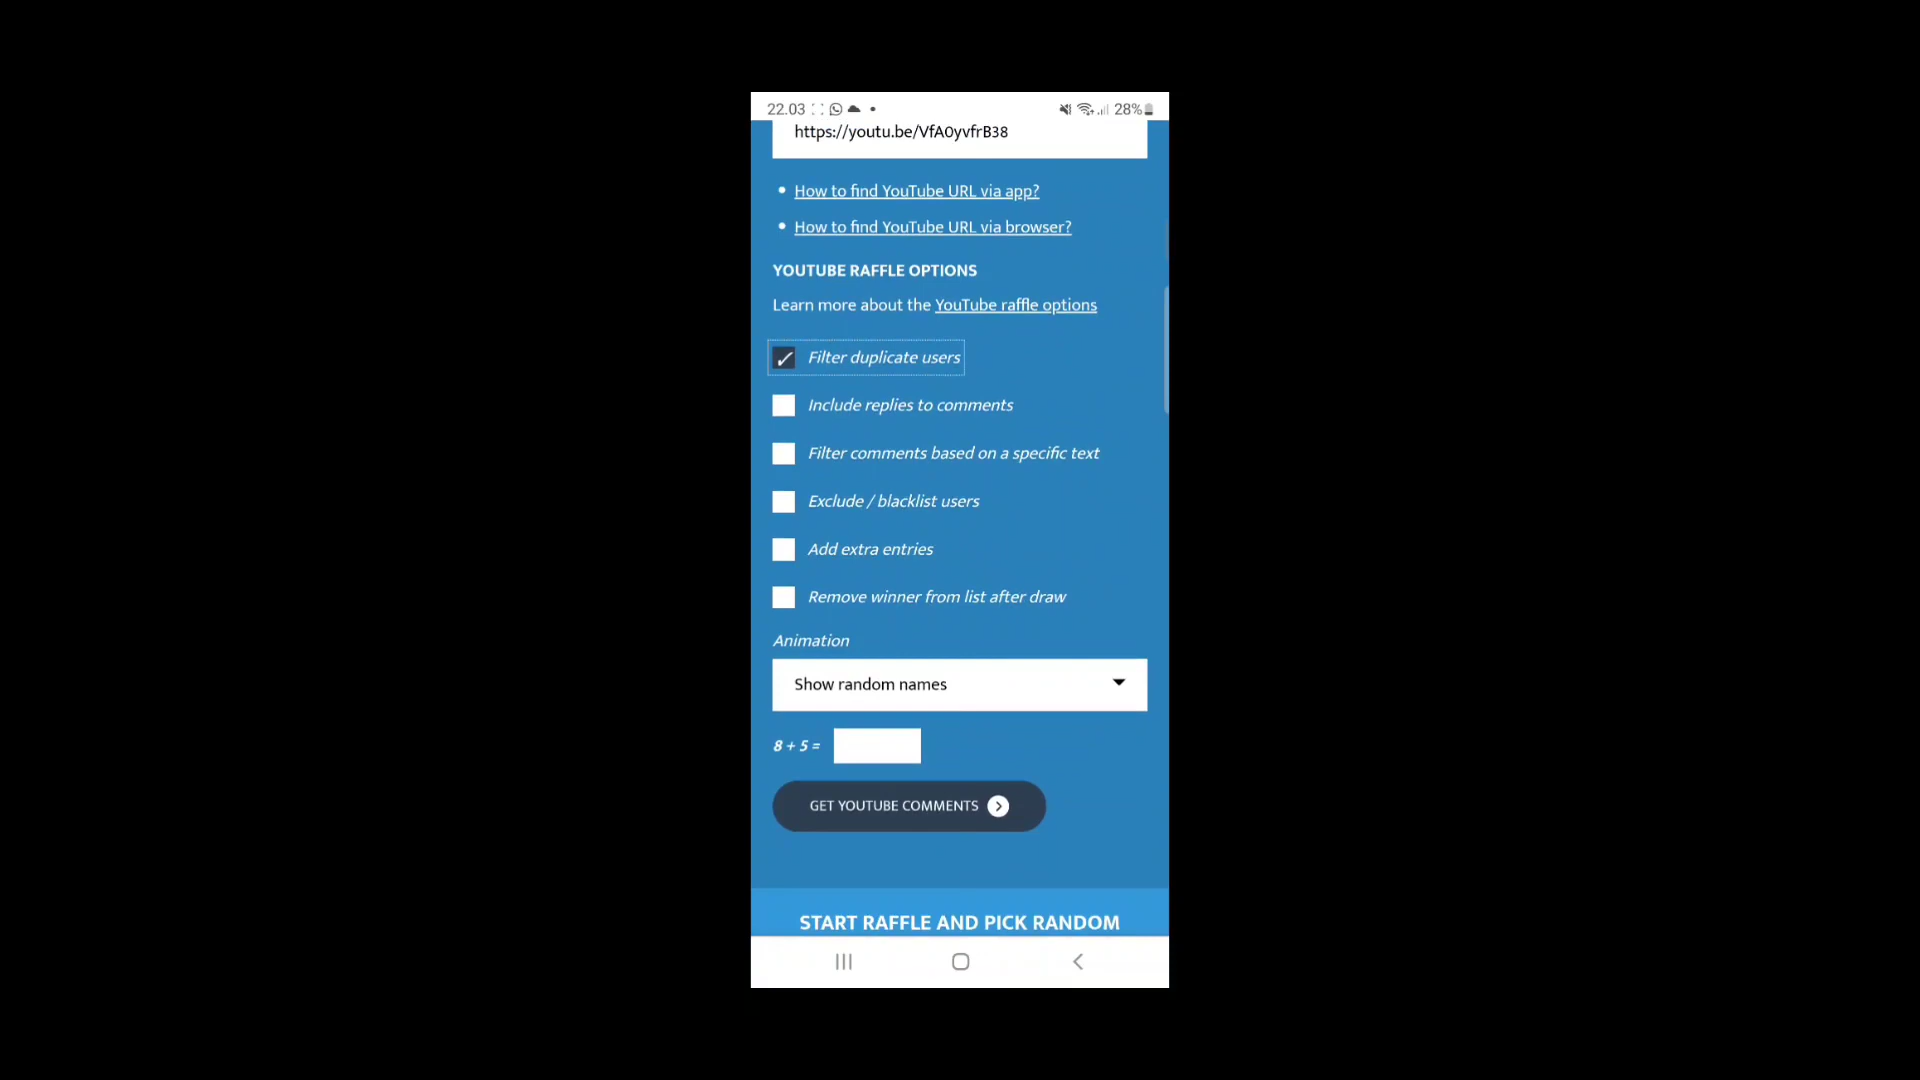 22.03 28%
https://youtu.be/VfA0yvfrB38
How to find YouTube URL via app?
How to find YouTube URL via browser?
YOUTUBE RAFFLE OPTIONS
Learn more about the YouTube raffle options
Filter duplicate users
Include replies to comments
Filter comments based on a specific text
Exclude / blacklist users
Add extra entries
Remove winner from list after draw
Animation
Show random names
8 + 5 =
GET YOUTUBE COMMENTS
START RAFFLE AND PICK RANDOM